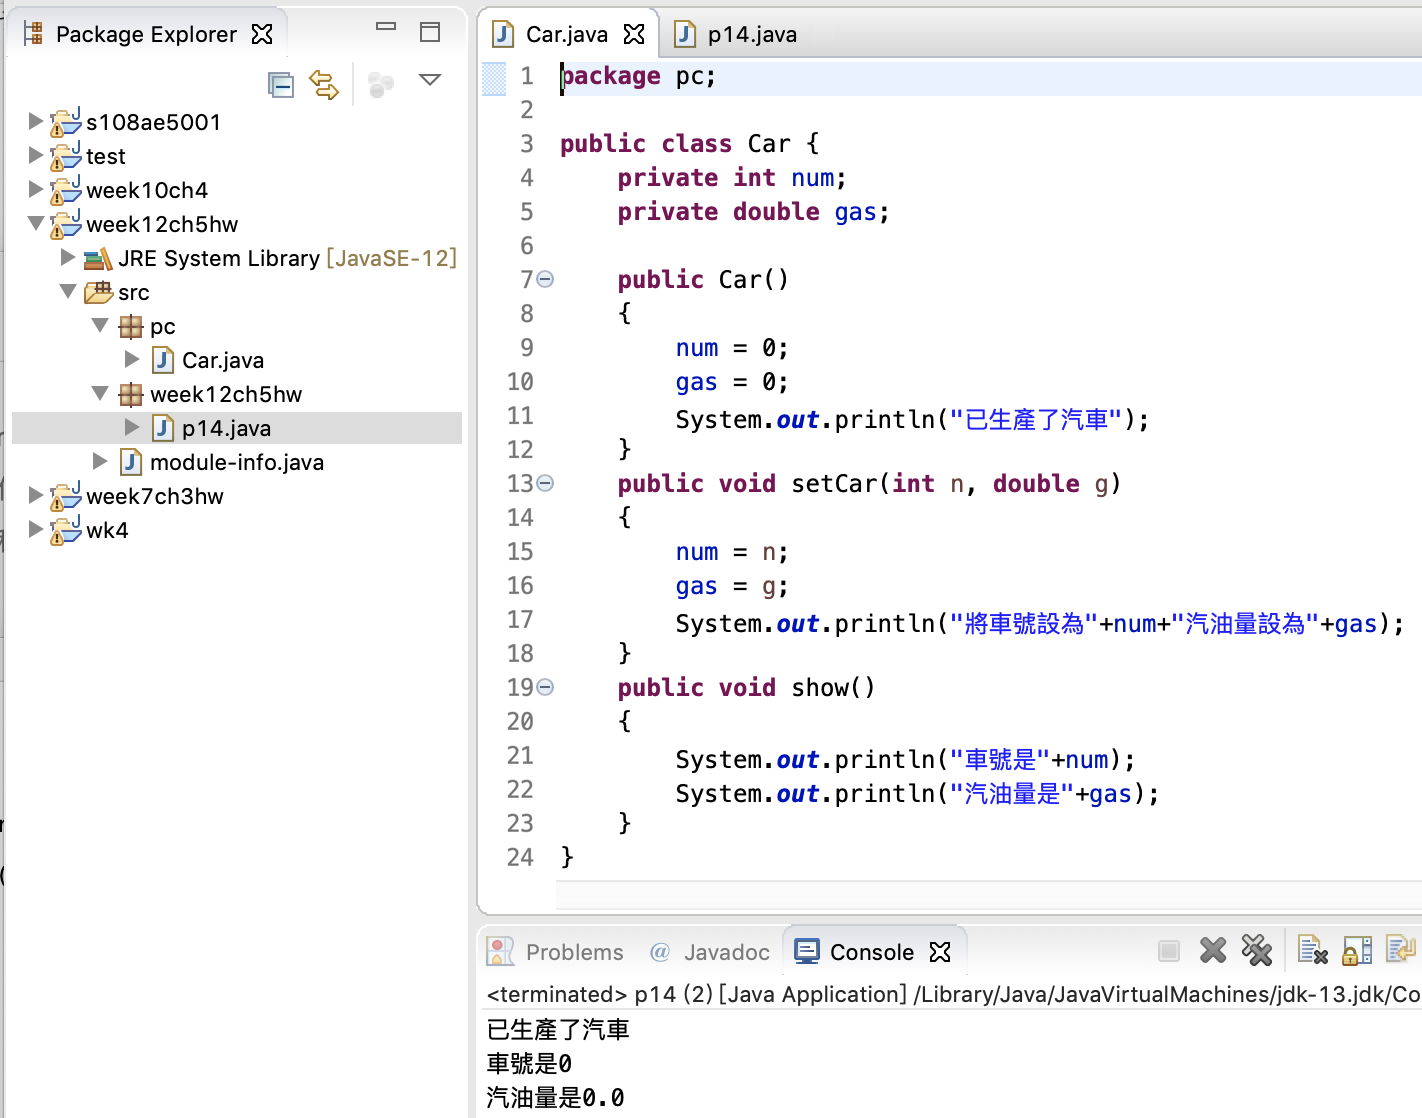 Package Explorer
s108ae5001
test
week10ch4
week12ch5hw
JRE System Library [JavaSE-12]
src
pc
Car.java
week12ch5hw
p14.java
module-info.java
week7ch3hw
wk4
Car.java
p14.java
1 package pc;
2
3 public class Car {
4     private int num;
5     private double gas;
6
7     public Car()
8     {
9         num = 0;
10         gas = 0;
11         System.out.println("已生產了汽車");
12     }
13     public void setCar(int n, double g)
14     {
15         num = n;
16         gas = g;
17         System.out.println("將車號設為"+num+"汽油量設為"+gas);
18     }
19     public void show()
20     {
21         System.out.println("車號是"+num);
22         System.out.println("汽油量是"+gas);
23     }
24 }
Problems @ Javadoc Console
<terminated> p14 (2) [Java Application] /Library/Java/JavaVirtualMachines/jdk-13.jdk/Co
已生產了汽車
車號是0
汽油量是0.0